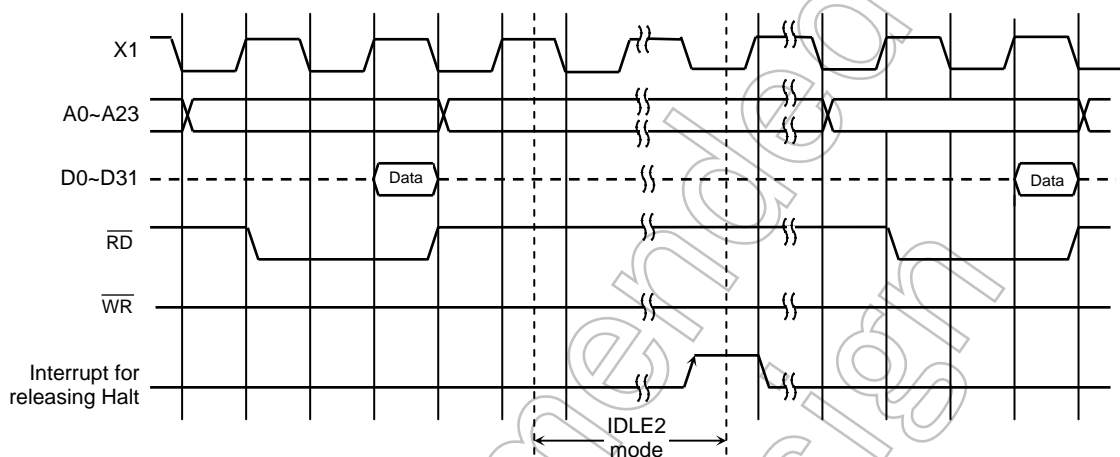 X1
A0~A23
D0~D31
Data
Data
RD
WR
Interrupt for
releasing Halt
IDLE2
mode